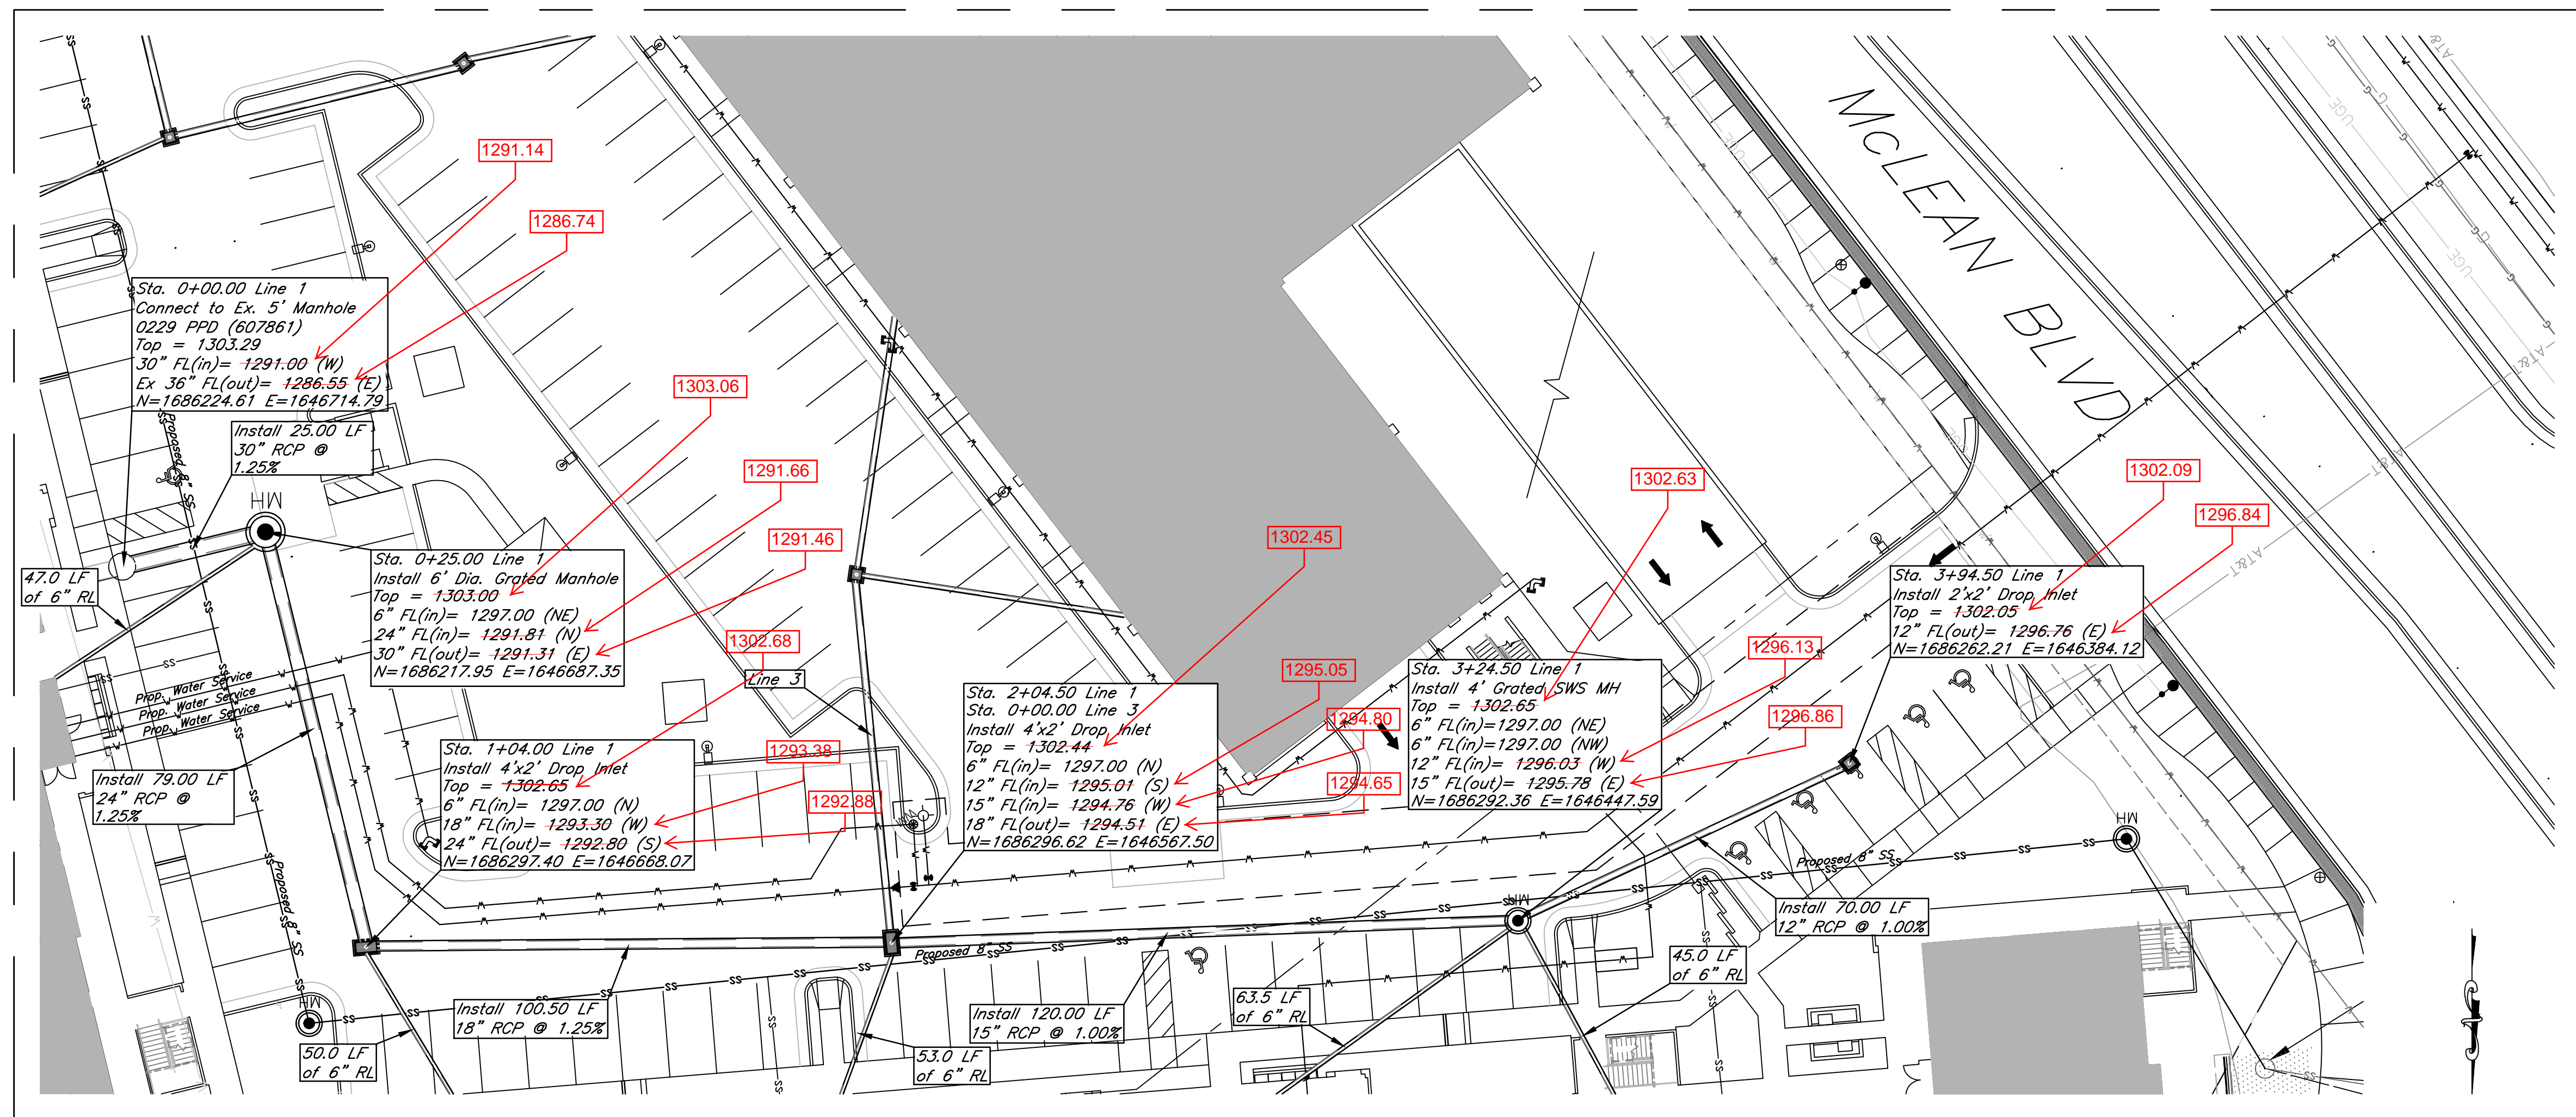 1291.14
1286.74
McLEAN BLVD
Sta. 0+00.00 Line 1
Connect to Ex. 5' Manhole
0229 PPD (607861)
Top = 1303.29
30" FL(in)= 1291.00 (W)
Ex 36" FL(out)= 1286.55 (E)
N=1686224.61 E=1646714.79
1303.06
Install 25.00 LF
30" RCP @
1.25%
Proposed 8" SS
MH
1291.66
1291.46
1302.63
1302.09
1296.84
1302.45
47.0 LF
of 6" RL
Sta. 0+25.00 Line 1
Install 6' Dia. Grated Manhole
Top = 1303.00
6" FL(in)= 1297.00 (NE)
24" FL(in)= 1291.81 (N)
30" FL(out)= 1291.31 (E)
N=1686217.95 E=1646687.35
Sta. 3+94.50 Line 1
Install 2'x2' Drop Inlet
Top = 1302.05
12" FL(out)= 1296.76 (E)
N=1686262.21 E=1646384.12
1302.68
Line 3
1295.05
1296.13
1294.80
1296.86
1293.38
1294.65
1292.88
Prop. Water Service
Prop. Water Service
Prop. Water Service
Sta. 2+04.50 Line 1
Sta. 0+00.00 Line 3
Install 4'x2' Drop Inlet
Top = 1302.44
6" FL(in)= 1297.00 (N)
12" FL(in)= 1295.01 (S)
15" FL(in)= 1294.76 (W)
18" FL(out)= 1294.51 (E)
N=1686296.62 E=1646567.50
Sta. 3+24.50 Line 1
Install 4' Grated SWS MH
Top = 1302.65
6" FL(in)=1297.00 (NE)
6" FL(in)=1297.00 (NW)
12" FL(in)= 1296.03 (W)
15" FL(out)= 1295.78 (E)
N=1686292.36 E=1646447.59
Sta. 1+04.00 Line 1
Install 4'x2' Drop Inlet
Top = 1302.65
6" FL(in)= 1297.00 (N)
18" FL(in)= 1293.30 (W)
24" FL(out)= 1292.80 (S)
N=1686297.40 E=1646668.07
Install 79.00 LF
24" RCP @
1.25%
Proposed 8" SS
MH
Proposed 8" SS
MH
Install 70.00 LF
12" RCP @ 1.00%
Proposed 8" SS
45.0 LF
of 6" RL
63.5 LF
of 6" RL
MH
Install 100.50 LF
18" RCP @ 1.25%
Install 120.00 LF
15" RCP @ 1.00%
50.0 LF
of 6" RL
53.0 LF
of 6" RL
UGE
UGE
UGE
UGE
AT&T
AT&T
AT&T
AT&T